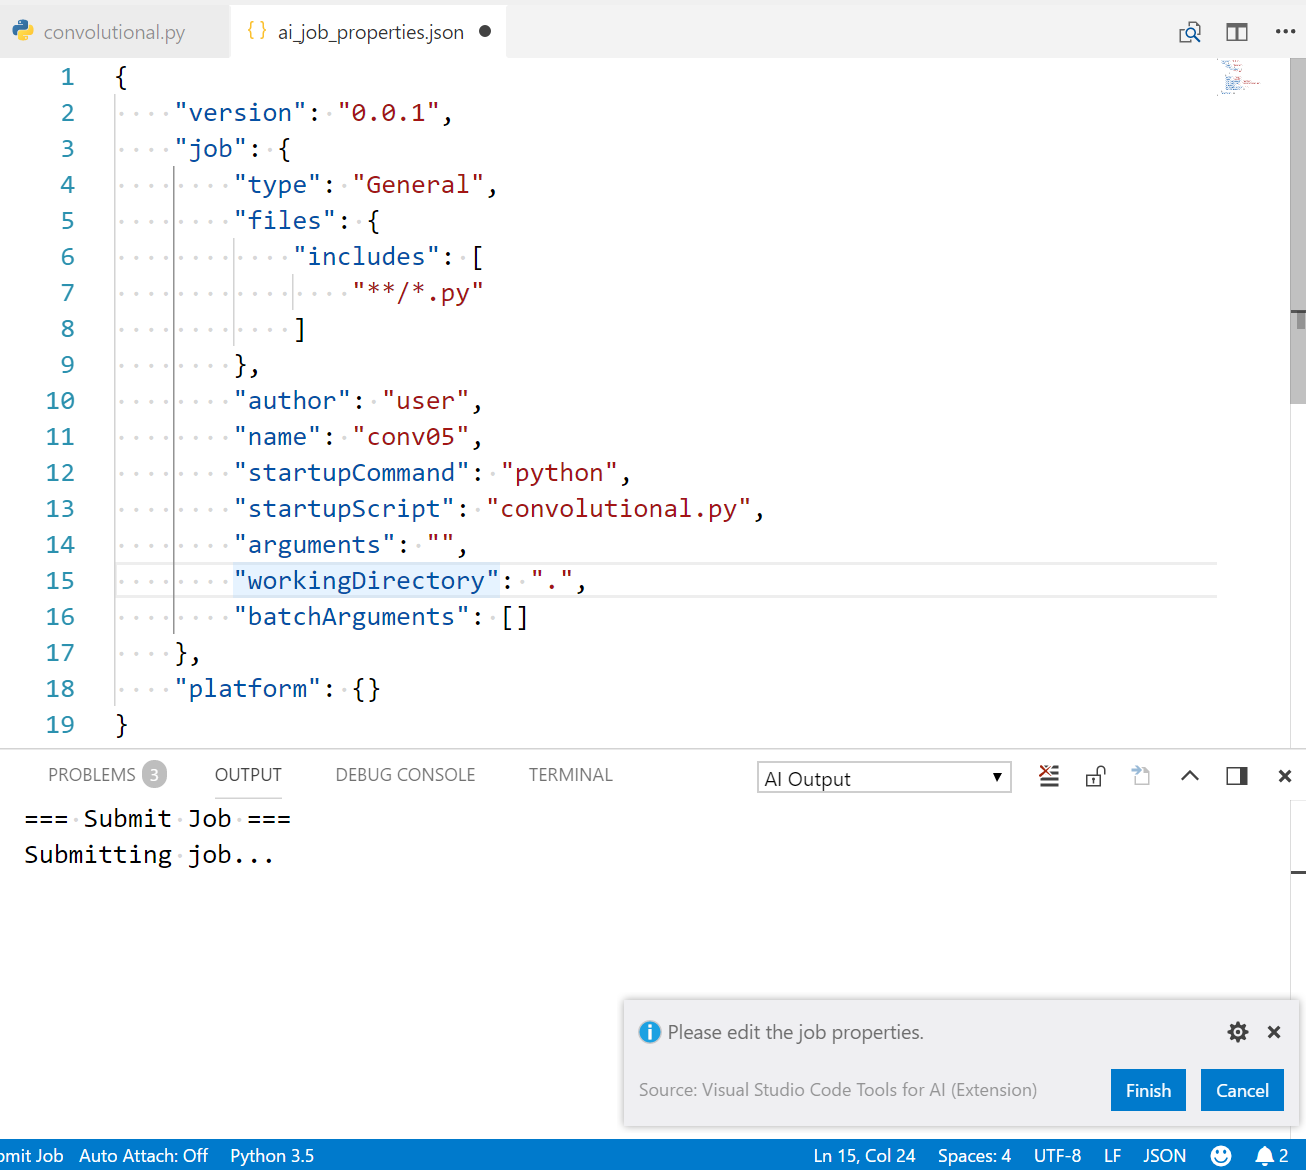 convolutional.py
{ } ai_job_properties.json
1 {
2 "version": "0.0.1",
3 "job": {
4 "type": "General",
5 "files": {
6 "includes": [
7 "**/*.py"
8 ]
9 },
10 "author": "user",
11 "name": "conv05",
12 "startupCommand": "python",
13 "startupScript": "convolutional.py",
14 "arguments": "",
15 "workingDirectory": ".",
16 "batchArguments": []
17 },
18 "platform": {}
19 }
PROBLEMS 3 OUTPUT DEBUG CONSOLE TERMINAL AI Output
=== Submit Job ===
Submitting job...
Please edit the job properties.
Source: Visual Studio Code Tools for AI (Extension) Finish Cancel
omit Job Auto Attach: Off Python 3.5 Ln 15, Col 24 Spaces: 4 UTF-8 LF JSON 2